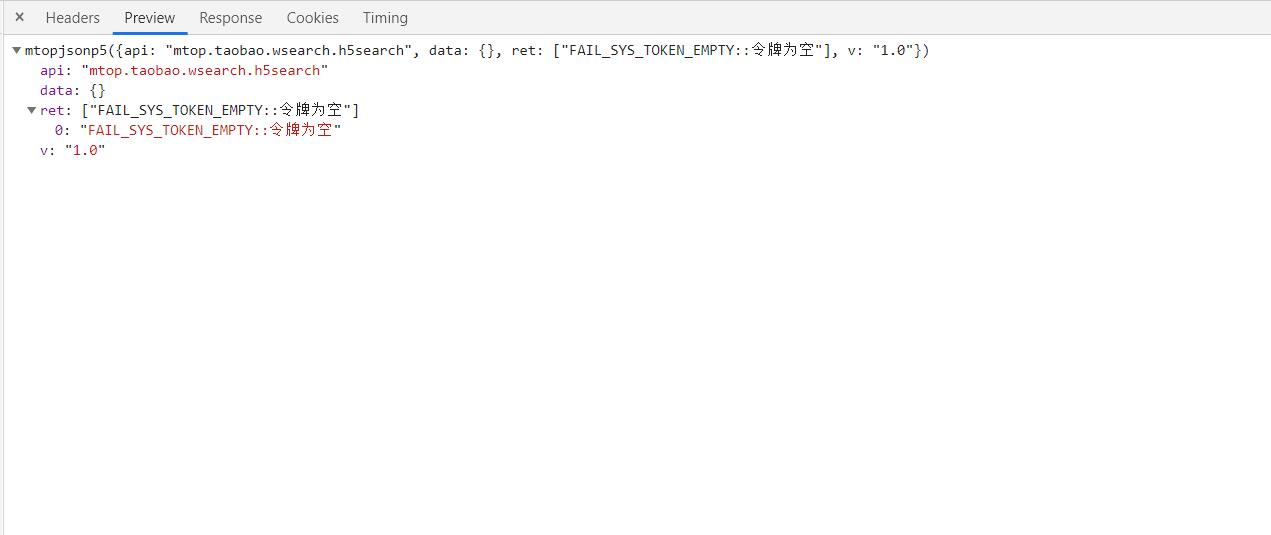 × Headers Preview Response Cookies Timing
▼mtopjsonp5({api: "mtop.taobao.wsearch.h5search", data: {}, ret: ["FAIL_SYS_TOKEN_EMPTY::令牌为空"], v: "1.0"})
api: "mtop.taobao.wsearch.h5search"
data: {}
▼ret: ["FAIL_SYS_TOKEN_EMPTY::令牌为空"]
0: "FAIL_SYS_TOKEN_EMPTY::令牌为空"
v: "1.0"